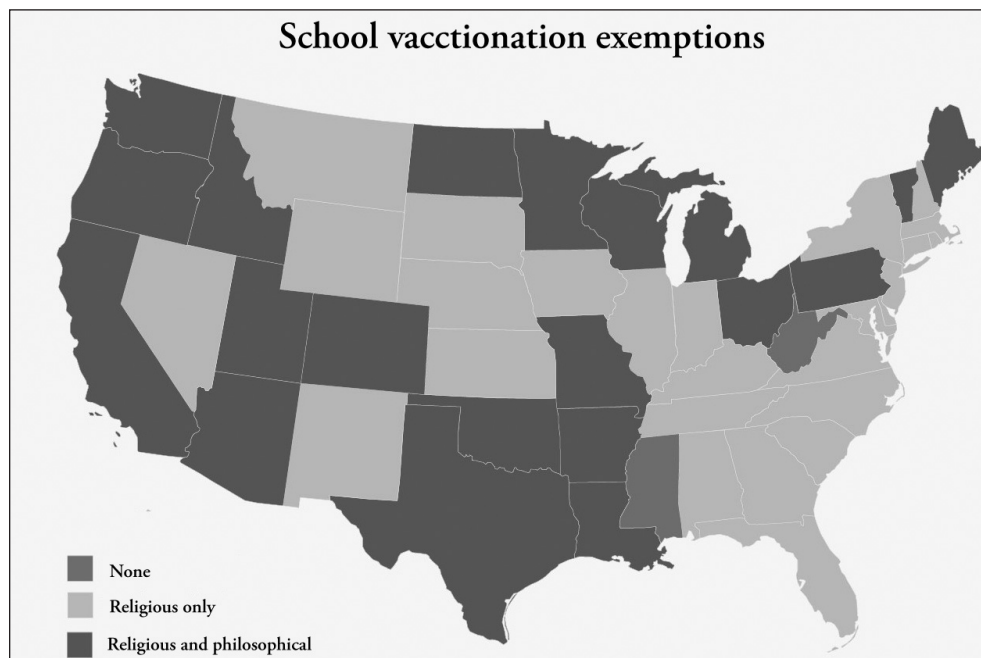 School vacctionation exemptions
None
Religious only
Religious and philosophical